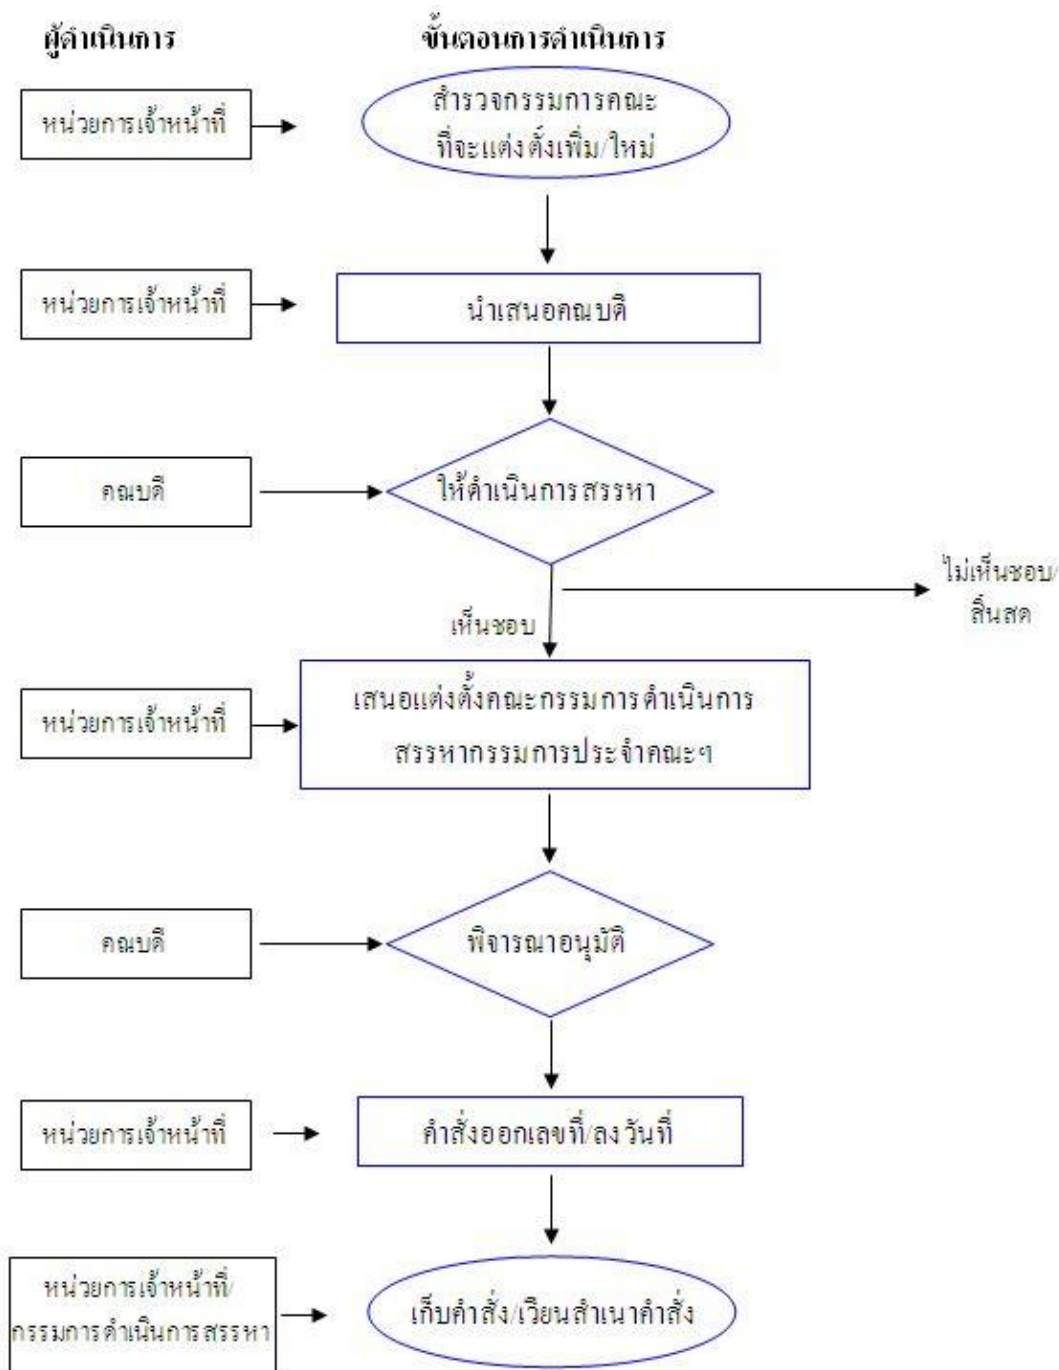 ผู้ดำเนินการ
ขั้นตอนการดำเนินการ
หน่วยการเจ้าหน้าที่
สำรวจกรรมการคณะ
ที่จะแต่งตั้งเพิ่ม/ใหม่
หน่วยการเจ้าหน้าที่
นำเสนอคณบดี
คณบดี
ให้ดำเนินการสรรหา
ไม่เห็นชอบ/
สิ้นสุด
เห็นชอบ
หน่วยการเจ้าหน้าที่
เสนอแต่งตั้งคณะกรรมการดำเนินการ
สรรหากรรมการประจำคณะฯ
คณบดี
พิจารณาอนุมัติ
หน่วยการเจ้าหน้าที่
คำสั่งออกเลขที่/ลงวันที่
หน่วยการเจ้าหน้าที่/
กรรมการดำเนินการสรรหา
เก็บคำสั่ง/เวียนสำเนาคำสั่ง